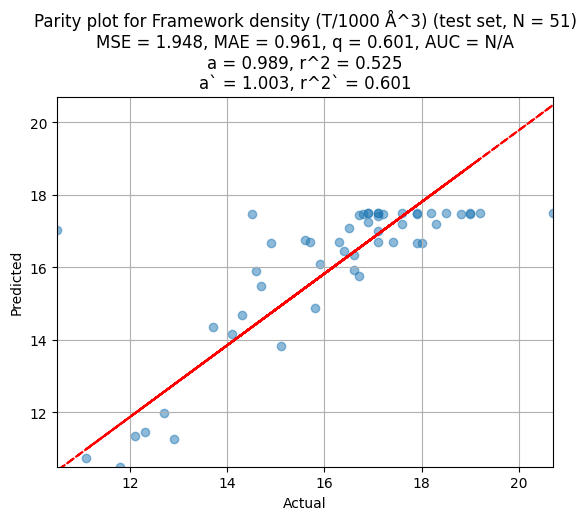 Parity plot for Framework density (T/1000 Å^3) (test set, N = 51)
MSE = 1.948, MAE = 0.961, q = 0.601, AUC = N/A
a = 0.989, r^2 = 0.525
a` = 1.003, r^2` = 0.601
20
18
16
14
12
Predicted
12 14 16 18 20
Actual